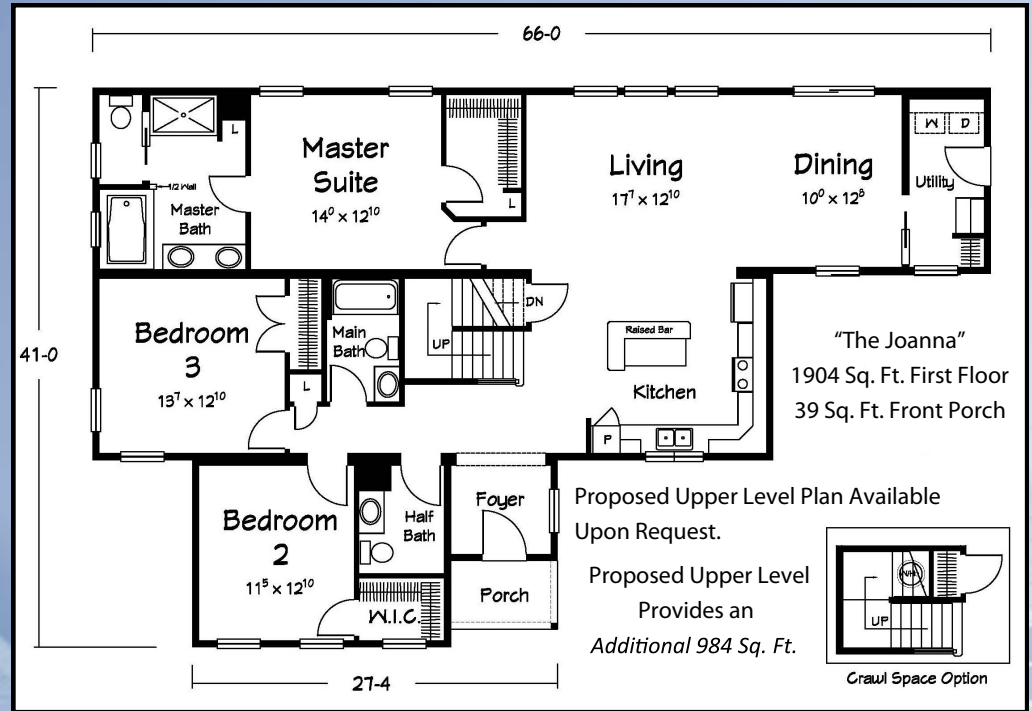 66-0
41-0
L
Master
Suite
14⁰ x 12¹⁰
L
1/2 Wall
Master
Bath
Living
17⁷ x 12¹⁰
Dining
10⁰ x 12⁸
W D
Utility
Bedroom
3
13⁷ x 12¹⁰
L
Main
Bath
UP
DN
Raised Bar
Kitchen
P
"The Joanna"
1904 Sq. Ft. First Floor
39 Sq. Ft. Front Porch
Bedroom
2
11⁵ x 12¹⁰
Half
Bath
W.I.C.
Foyer
Porch
Proposed Upper Level Plan Available
Upon Request.
Proposed Upper Level
Provides an
Additional 984 Sq. Ft.
WH
UP
Crawl Space Option
27-4